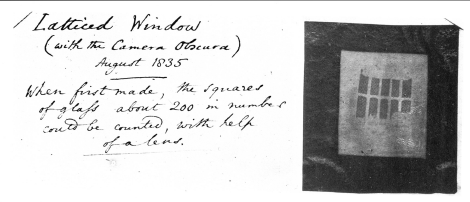 Latticed Window
(with the Camera Obscura)
August 1835
When first made, the squares
of glass about 200 in number
could be counted, with help
of a lens.